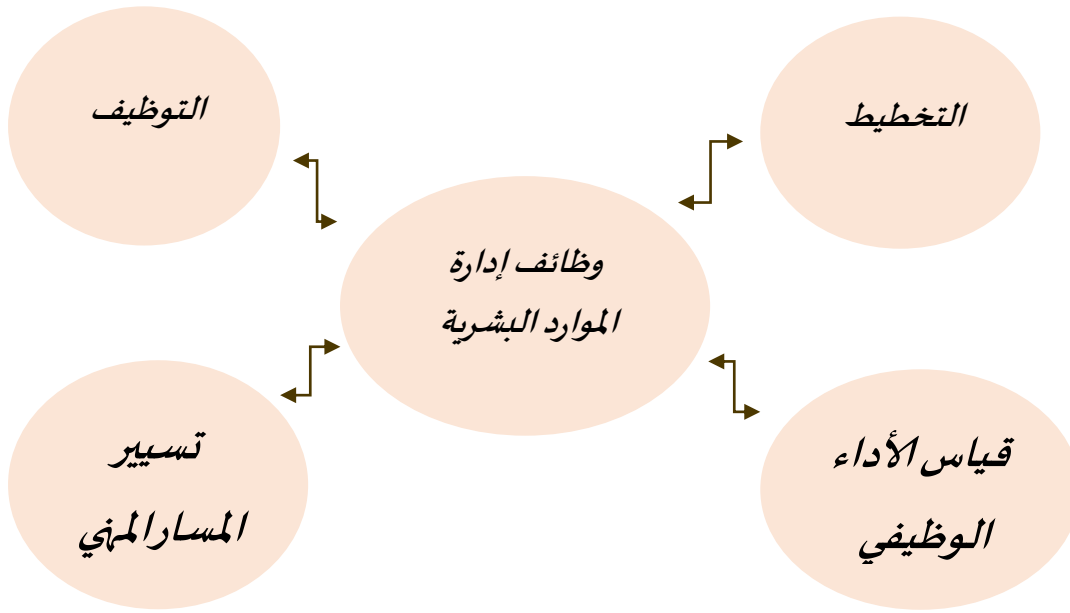 التخطيط
التوظيف
وظائف إدارة
الموارد البشرية
قياس الأداء
الوظيفي
تسيير
المسار المهني